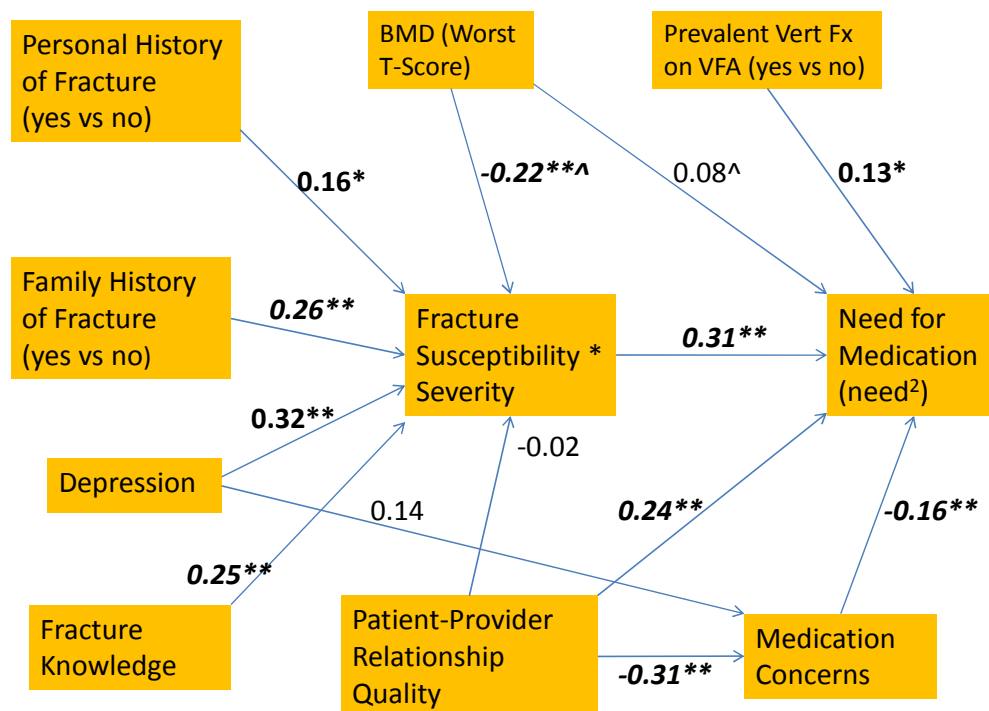 Personal History
of Fracture
(yes vs no)
BMD (Worst
T-Score)
Prevalent Vert Fx
on VFA (yes vs no)
0.16*
-0.22**^
0.08^
0.13*
Family History
of Fracture
(yes vs no)
0.26**
Fracture
Susceptibility *
Severity
0.31**
Need for
Medication
(need²)
0.32**
-0.02
Depression
0.14
0.24**
-0.16**
0.25**
Fracture
Knowledge
Patient-Provider
Relationship
Quality
-0.31**
Medication
Concerns